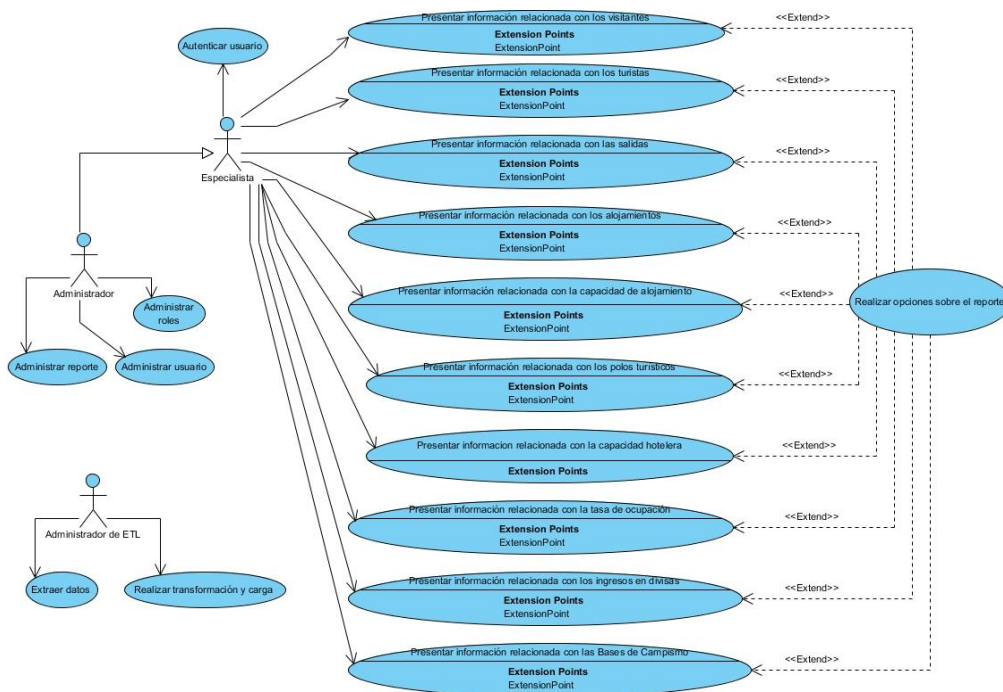 Presentar información relacionada con los visitantes
Extension Points
ExtensionPoint
<<Extend>>
Autenticar usuario
Presentar información relacionada con los turistas
Extension Points
ExtensionPoint
<<Extend>>
Especialista
Presentar información relacionada con las salidas
Extension Points
ExtensionPoint
<<Extend>>
Presentar información relacionada con los alojamientos
Extension Points
ExtensionPoint
<<Extend>>
Administrador
Administrar
roles
Administrar reporte
Administrar usuario
Presentar información relacionada con la capacidad de alojamiento
Extension Points
ExtensionPoint
<<Extend>>
Realizar opciones sobre el reporte
Presentar información relacionada con los polos turísticos
Extension Points
ExtensionPoint
<<Extend>>
Presentar informacion relacionada con la capacidad hotelera
Extension Points
<<Extend>>
Administrador de ETL
Extraer datos
Realizar transformación y carga
Presentar información relacionada con la tasa de ocupación
Extension Points
ExtensionPoint
<<Extend>>
Presentar información relacionada con los ingresos en divisas
Extension Points
ExtensionPoint
<<Extend>>
Presentar información relacionada con las Bases de Campismo
Extension Points
ExtensionPoint
<<Extend>>